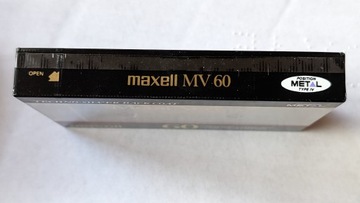 OPEN
maxell MV 60
POSITION
METAL
TYPE IV